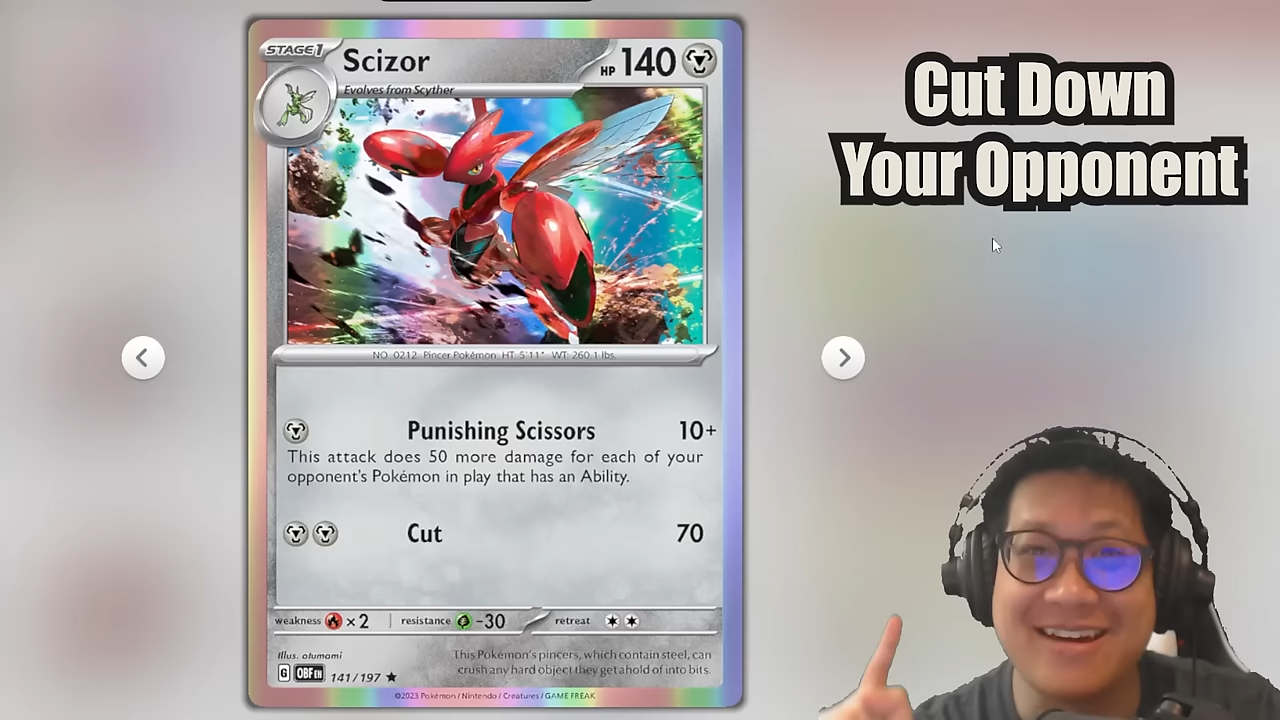 STAGE1
Scizor
HP 140
Evolves from Scyther
Cut Down
Your Opponent
NO. 0212 Pincer Pokémon HT: 5'11" WT: 260.1 lbs.
Punishing Scissors 10+
This attack does 50 more damage for each of your
opponent's Pokémon in play that has an Ability.
Cut 70
weakness ×2 resistance -30 retreat
Illus. otumami
This Pokémon's pincers, which contain steel, can
crush any hard object they get ahold of into bits.
G OBF EN 141/197 ★
©2023 Pokémon / Nintendo / Creatures / GAME FREAK